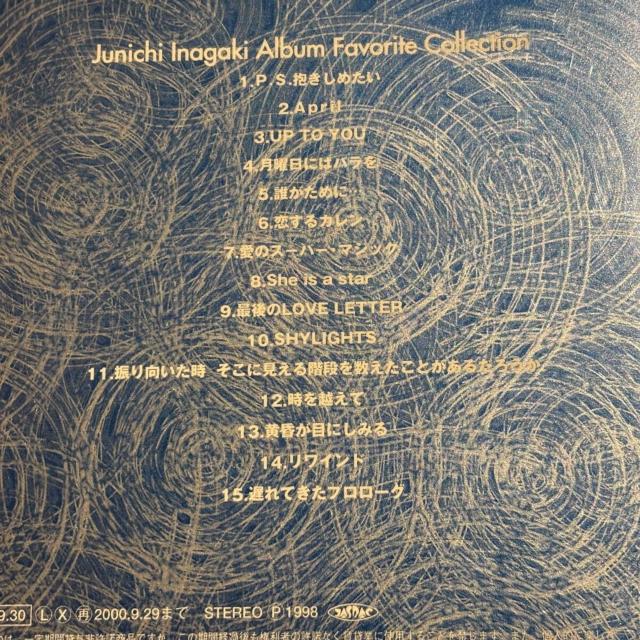 Junichi Inagaki Album Favorite Collection
1.P.S.抱きしめたい
2.April
3.UP TO YOU
4.月曜日にはバラを
5.誰がために…
6.恋するカレン
7.愛のスーパー・マジック
8.She is a star
9.最後のLOVE LETTER
10.SHYLIGHTS
11.振り向いた時 そこに見える階段を数えたことがあるだろうか
12.時を越えて
13.黄昏が目にしみる
14.リワインド
15.遅れてきたプロローグ
9.30 L X 再 2000.9.29まで STEREO P 1998 JASRAC